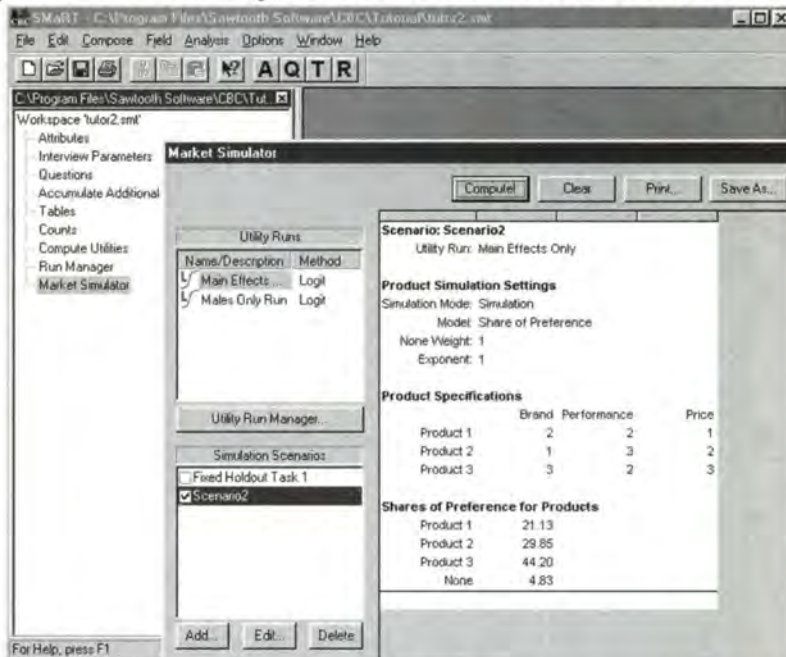 SMaRT - C:\Program Files\Sawtooth Software\CBC\Tutorial\tutor2.smt
File Edit Compose Field Analysis Options Window Help
A Q T R
C:\Program Files\Sawtooth Software\CBC\Tut..
Workspace 'tutor2.smt'
Attributes
Interview Parameters
Questions
Accumulate Additional
Tables
Counts
Compute Utilities
Run Manager
Market Simulator
Market Simulator
Compute! Clear Print... Save As...
Utility Runs
Name/Description Method
Main Effects ... Logit
Males Only Run Logit
Utility Run Manager...
Simulation Scenarios
Fixed Holdout Task 1
Scenario2
Add... Edit... Delete
Scenario: Scenario2
Utility Run: Main Effects Only
Product Simulation Settings
Simulation Mode: Simulation
Model: Share of Preference
None Weight: 1
Exponent: 1
Product Specifications
Brand Performance Price
Product 1 2 2 1
Product 2 1 3 2
Product 3 3 2 3
Shares of Preference for Products
Product 1 21.13
Product 2 29.85
Product 3 44.20
None 4.83
For Help, press F1